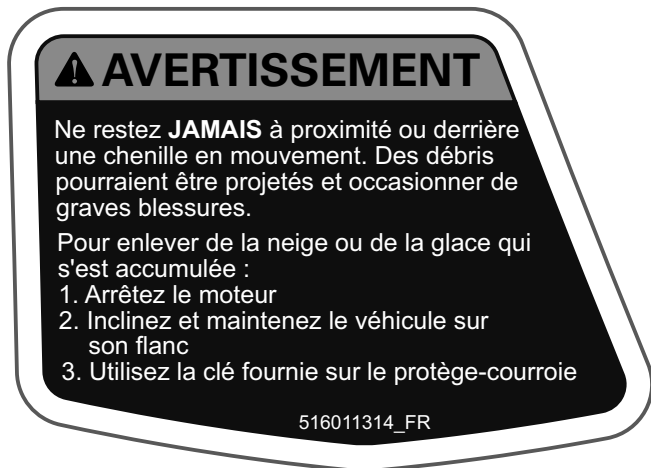 AVERTISSEMENT
Ne restez JAMAIS à proximité ou derrière
une chenille en mouvement. Des débris
pourraient être projetés et occasionner de
graves blessures.
Pour enlever de la neige ou de la glace qui
s'est accumulée :
1. Arrêtez le moteur
2. Inclinez et maintenez le véhicule sur
son flanc
3. Utilisez la clé fournie sur le protège-courroie
516011314_FR